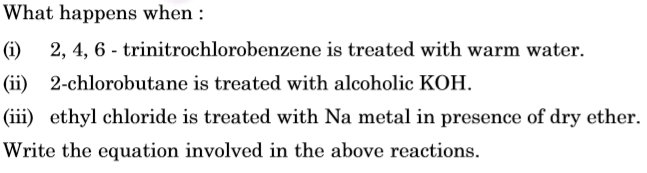 What happens when :
(i) 2, 4, 6 - trinitrochlorobenzene is treated with warm water.
(ii) 2-chlorobutane is treated with alcoholic KOH.
(iii) ethyl chloride is treated with Na metal in presence of dry ether.
Write the equation involved in the above reactions.